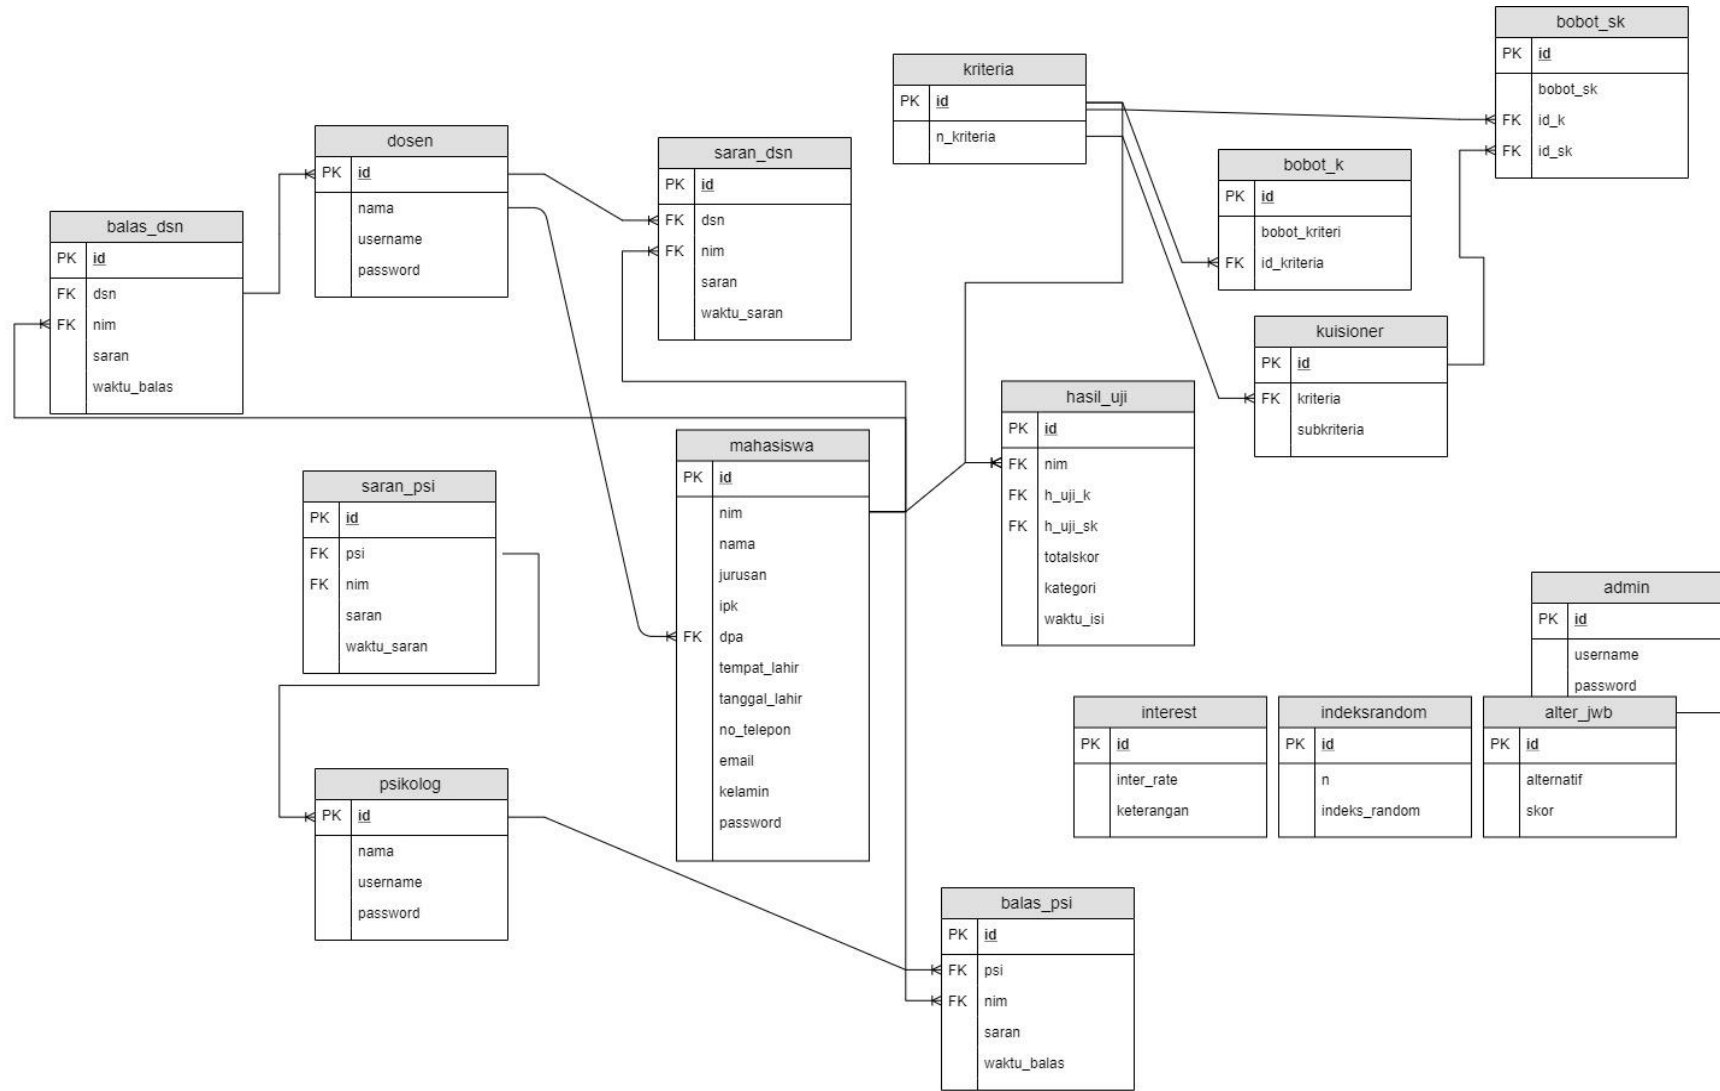 bobot_sk
PK id
bobot_sk
FK id_k
FK id_sk
kriteria
PK id
n_kriteria
dosen
PK id
nama
username
password
saran_dsn
PK id
FK dsn
FK nim
saran
waktu_saran
bobot_k
PK id
bobot_kriteri
FK id_kriteria
balas_dsn
PK id
FK dsn
FK nim
saran
waktu_balas
kuisioner
PK id
FK kriteria
subkriteria
hasil_uji
PK id
FK nim
FK h_uji_k
FK h_uji_sk
totalskor
kategori
waktu_isi
mahasiswa
PK id
nim
nama
jurusan
ipk
FK dpa
tempat_lahir
tanggal_lahir
no_telepon
email
kelamin
password
saran_psi
PK id
FK psi
FK nim
saran
waktu_saran
admin
PK id
username
password
interest
PK id
inter_rate
keterangan
indeksrandom
PK id
n
indeks_random
alter_jwb
PK id
alternatif
skor
psikolog
PK id
nama
username
password
balas_psi
PK id
FK psi
FK nim
saran
waktu_balas